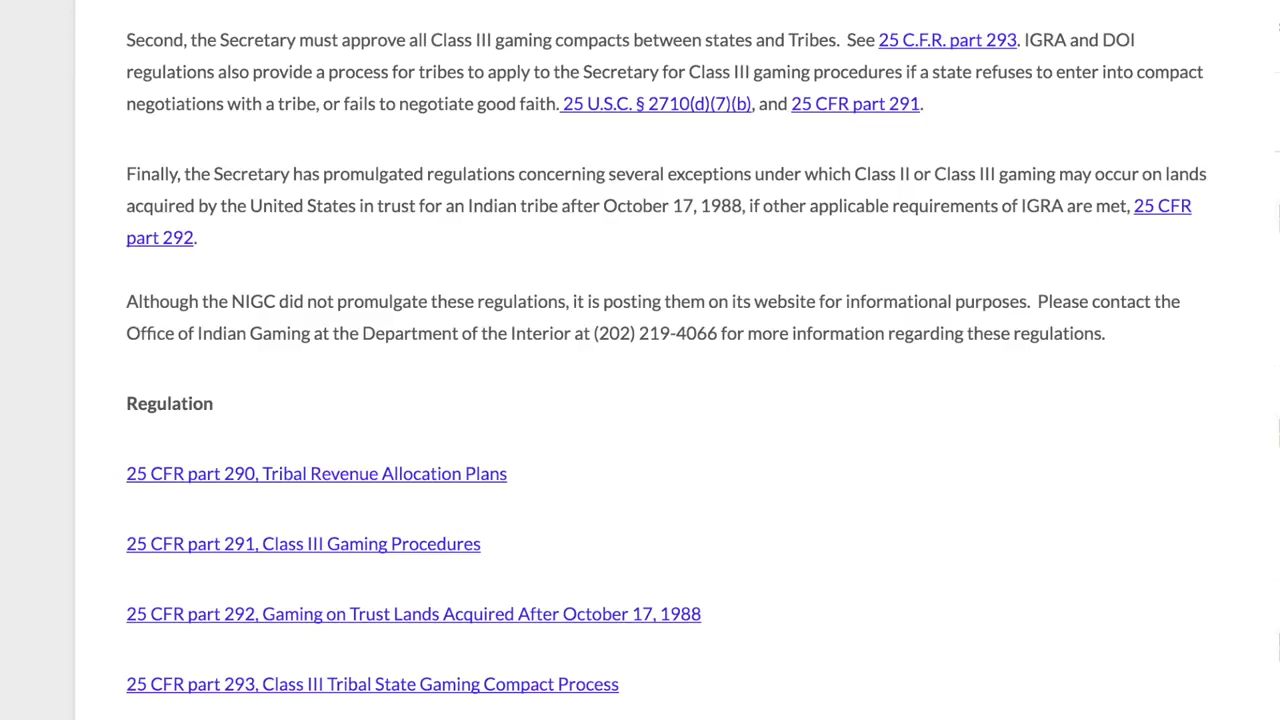 Second, the Secretary must approve all Class III gaming compacts between states and Tribes.  See 25 C.F.R. part 293. IGRA and DOI
regulations also provide a process for tribes to apply to the Secretary for Class III gaming procedures if a state refuses to enter into compact
negotiations with a tribe, or fails to negotiate good faith. 25 U.S.C. § 2710(d)(7)(b), and 25 CFR part 291.
Finally, the Secretary has promulgated regulations concerning several exceptions under which Class II or Class III gaming may occur on lands
acquired by the United States in trust for an Indian tribe after October 17, 1988, if other applicable requirements of IGRA are met, 25 CFR
part 292.
Although the NIGC did not promulgate these regulations, it is posting them on its website for informational purposes.  Please contact the
Office of Indian Gaming at the Department of the Interior at (202) 219-4066 for more information regarding these regulations.
Regulation
25 CFR part 290, Tribal Revenue Allocation Plans
25 CFR part 291, Class III Gaming Procedures
25 CFR part 292, Gaming on Trust Lands Acquired After October 17, 1988
25 CFR part 293, Class III Tribal State Gaming Compact Process